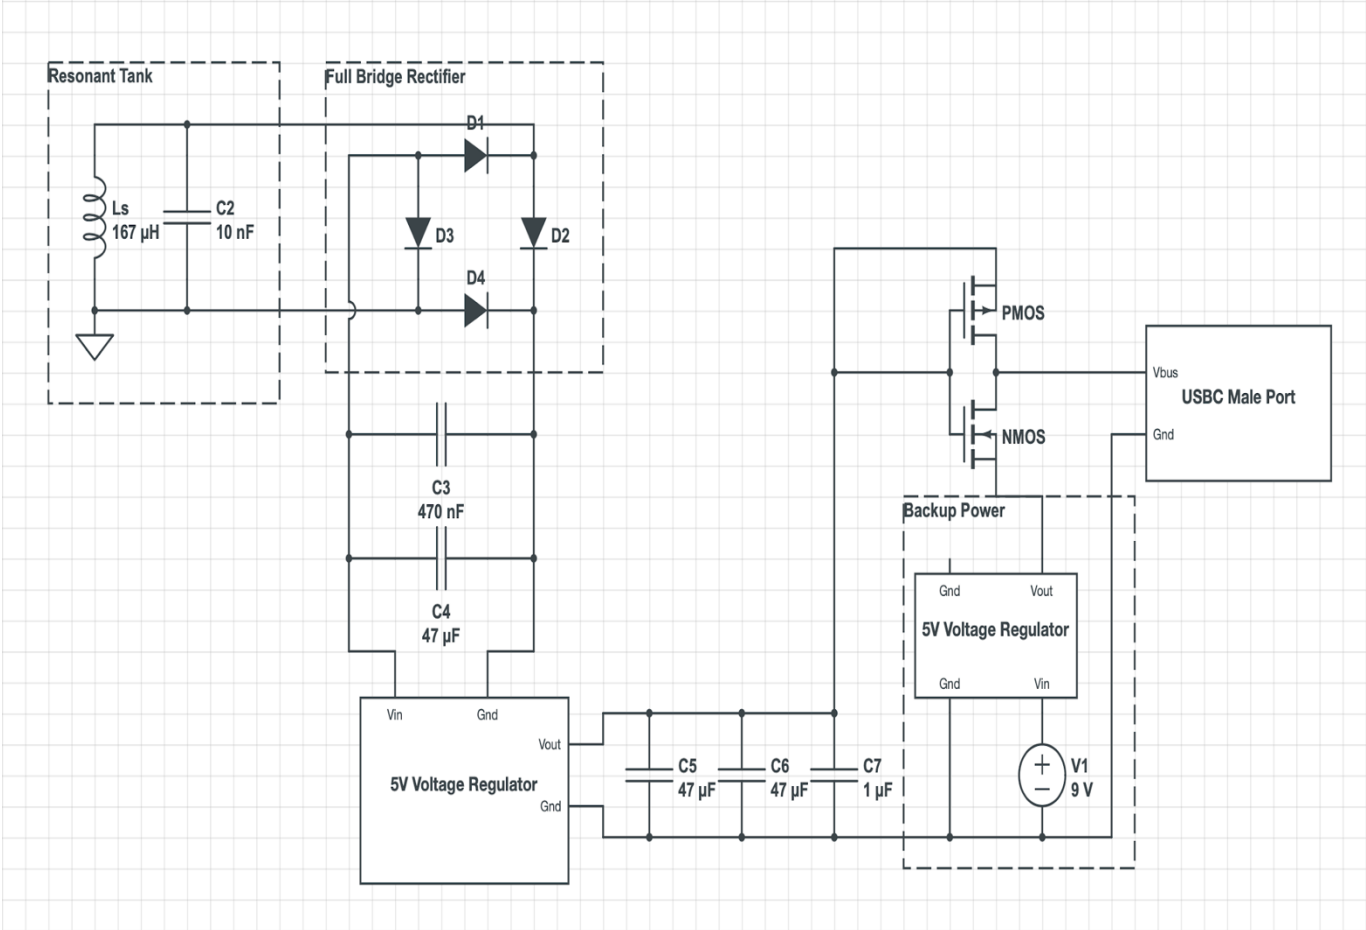 Resonant Tank
Full Bridge Rectifier
D1
Ls
167 µH
C2
10 nF
D3
D2
D4
PMOS
Vbus
USBC Male Port
Gnd
NMOS
C3
470 nF
Backup Power
Gnd
Vout
C4
47 µF
5V Voltage Regulator
Gnd
Vin
Vin
Gnd
Vout
5V Voltage Regulator
Gnd
C5
47 µF
C6
47 µF
C7
1 µF
+
−
V1
9 V